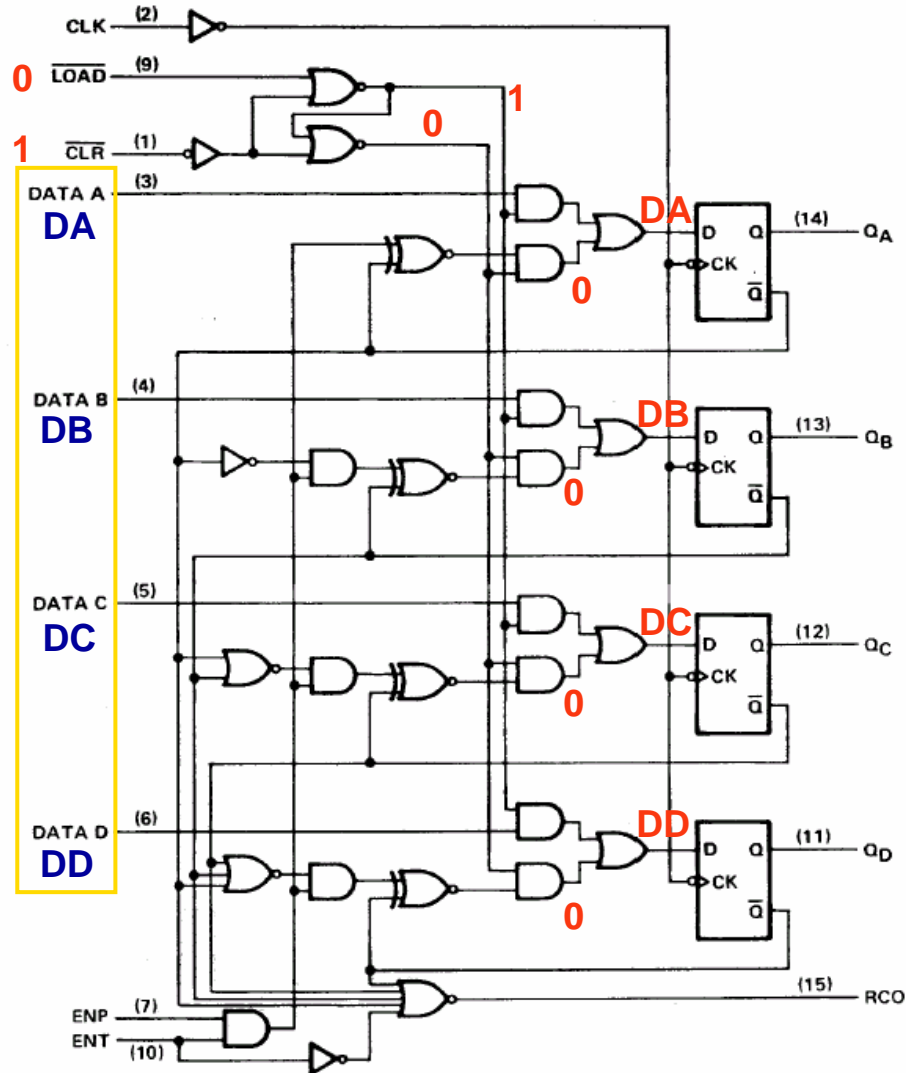 CLK (2)
0 L̅O̅A̅D̅ (9)
1
0
1 C̅L̅R̅ (1)
DATA A (3)
DA
DA
D Q (14) QA
CK
0
Q̅
DATA B (4)
DB
DB
D Q (13) QB
CK
0
Q̅
DATA C (5)
DC
DC
D Q (12) QC
CK
0
Q̅
DATA D (6)
DD
DD
D Q (11) QD
CK
0
Q̅
(15) RCO
ENP (7)
ENT (10)